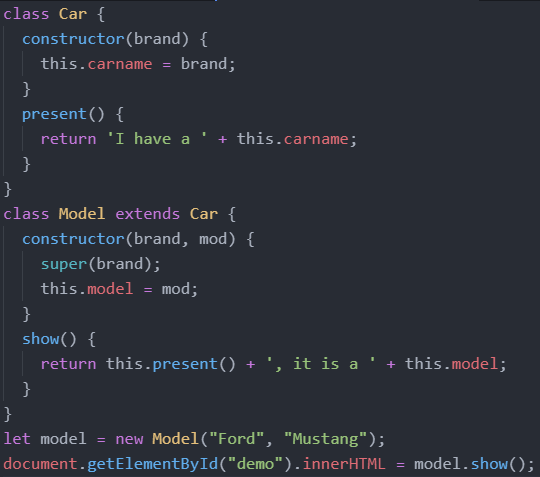 class Car {
  constructor(brand) {
    this.carname = brand;
  }
  present() {
    return 'I have a ' + this.carname;
  }
}
class Model extends Car {
  constructor(brand, mod) {
    super(brand);
    this.model = mod;
  }
  show() {
    return this.present() + ', it is a ' + this.model;
  }
}
let model = new Model("Ford", "Mustang");
document.getElementById("demo").innerHTML = model.show();